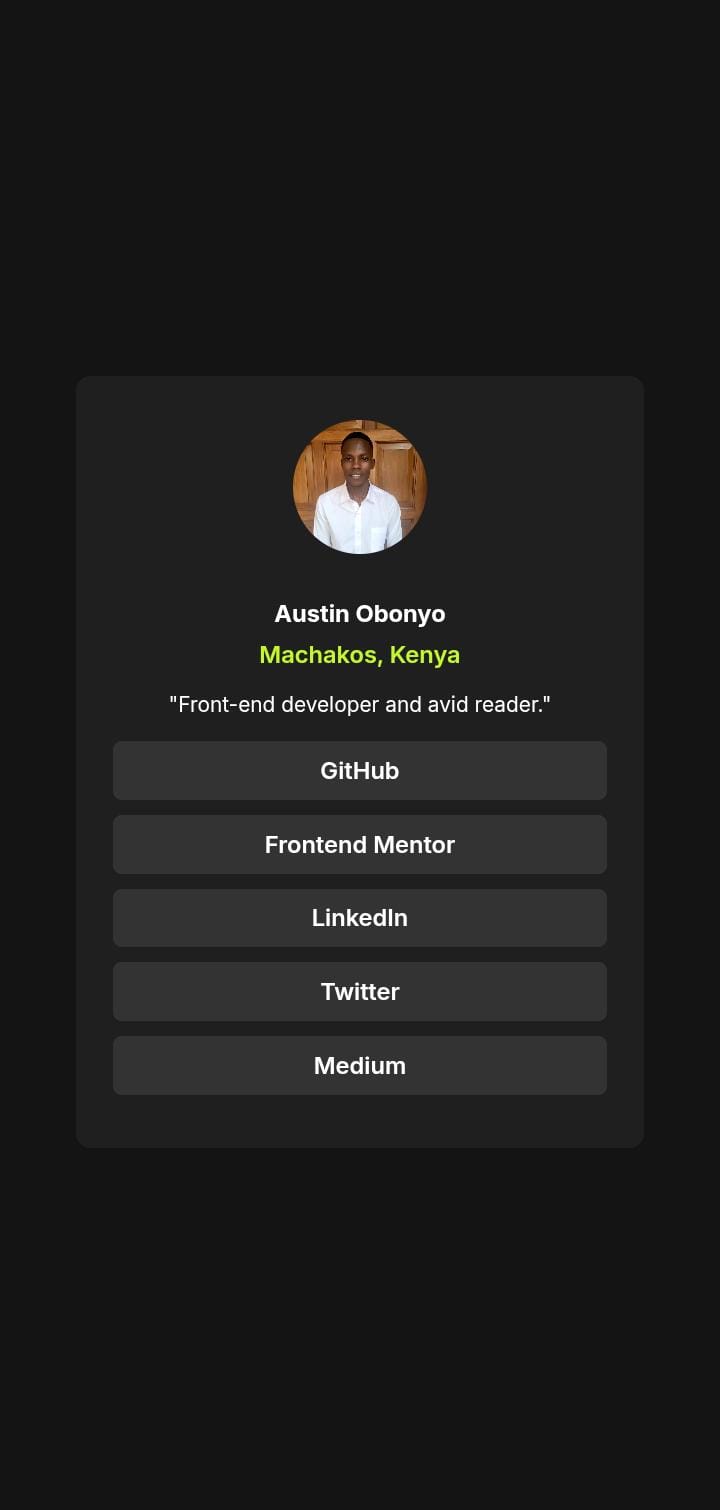 Austin Obonyo
Machakos, Kenya
"Front-end developer and avid reader."
GitHub
Frontend Mentor
LinkedIn
Twitter
Medium